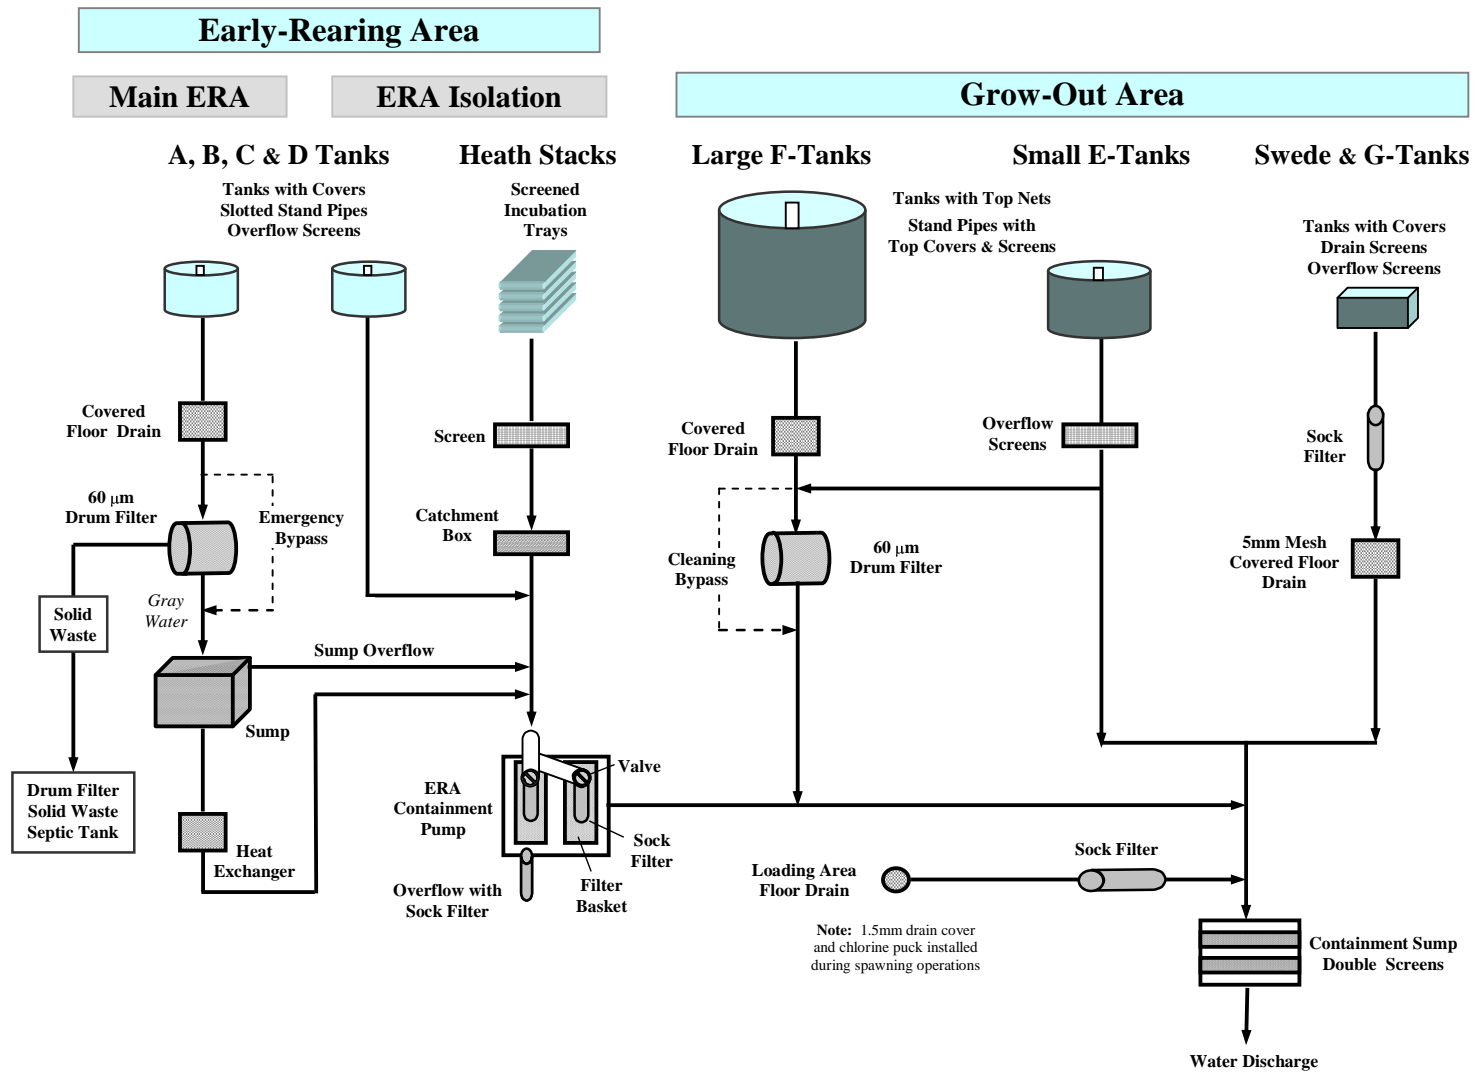 Early-Rearing Area
Main ERA
ERA Isolation
Grow-Out Area
A, B, C & D Tanks
Heath Stacks
Large F-Tanks
Small E-Tanks
Swede & G-Tanks
Tanks with Covers
Slotted Stand Pipes
Overflow Screens
Screened
Incubation
Trays
Tanks with Top Nets
Stand Pipes with
Top Covers & Screens
Tanks with Covers
Drain Screens
Overflow Screens
Covered
Floor Drain
Screen
Covered
Floor Drain
Overflow
Screens
Sock
Filter
60 µm
Drum Filter
Emergency
Bypass
Catchment
Box
Cleaning
Bypass
60 µm
Drum Filter
5mm Mesh
Covered Floor
Drain
Solid
Waste
Gray
Water
Sump Overflow
Sump
Drum Filter
Solid Waste
Septic Tank
Heat
Exchanger
ERA
Containment
Pump
Valve
Sock
Filter
Filter
Basket
Overflow with
Sock Filter
Loading Area
Floor Drain
Sock Filter
Note: 1.5mm drain cover
and chlorine puck installed
during spawning operations
Containment Sump
Double Screens
Water Discharge